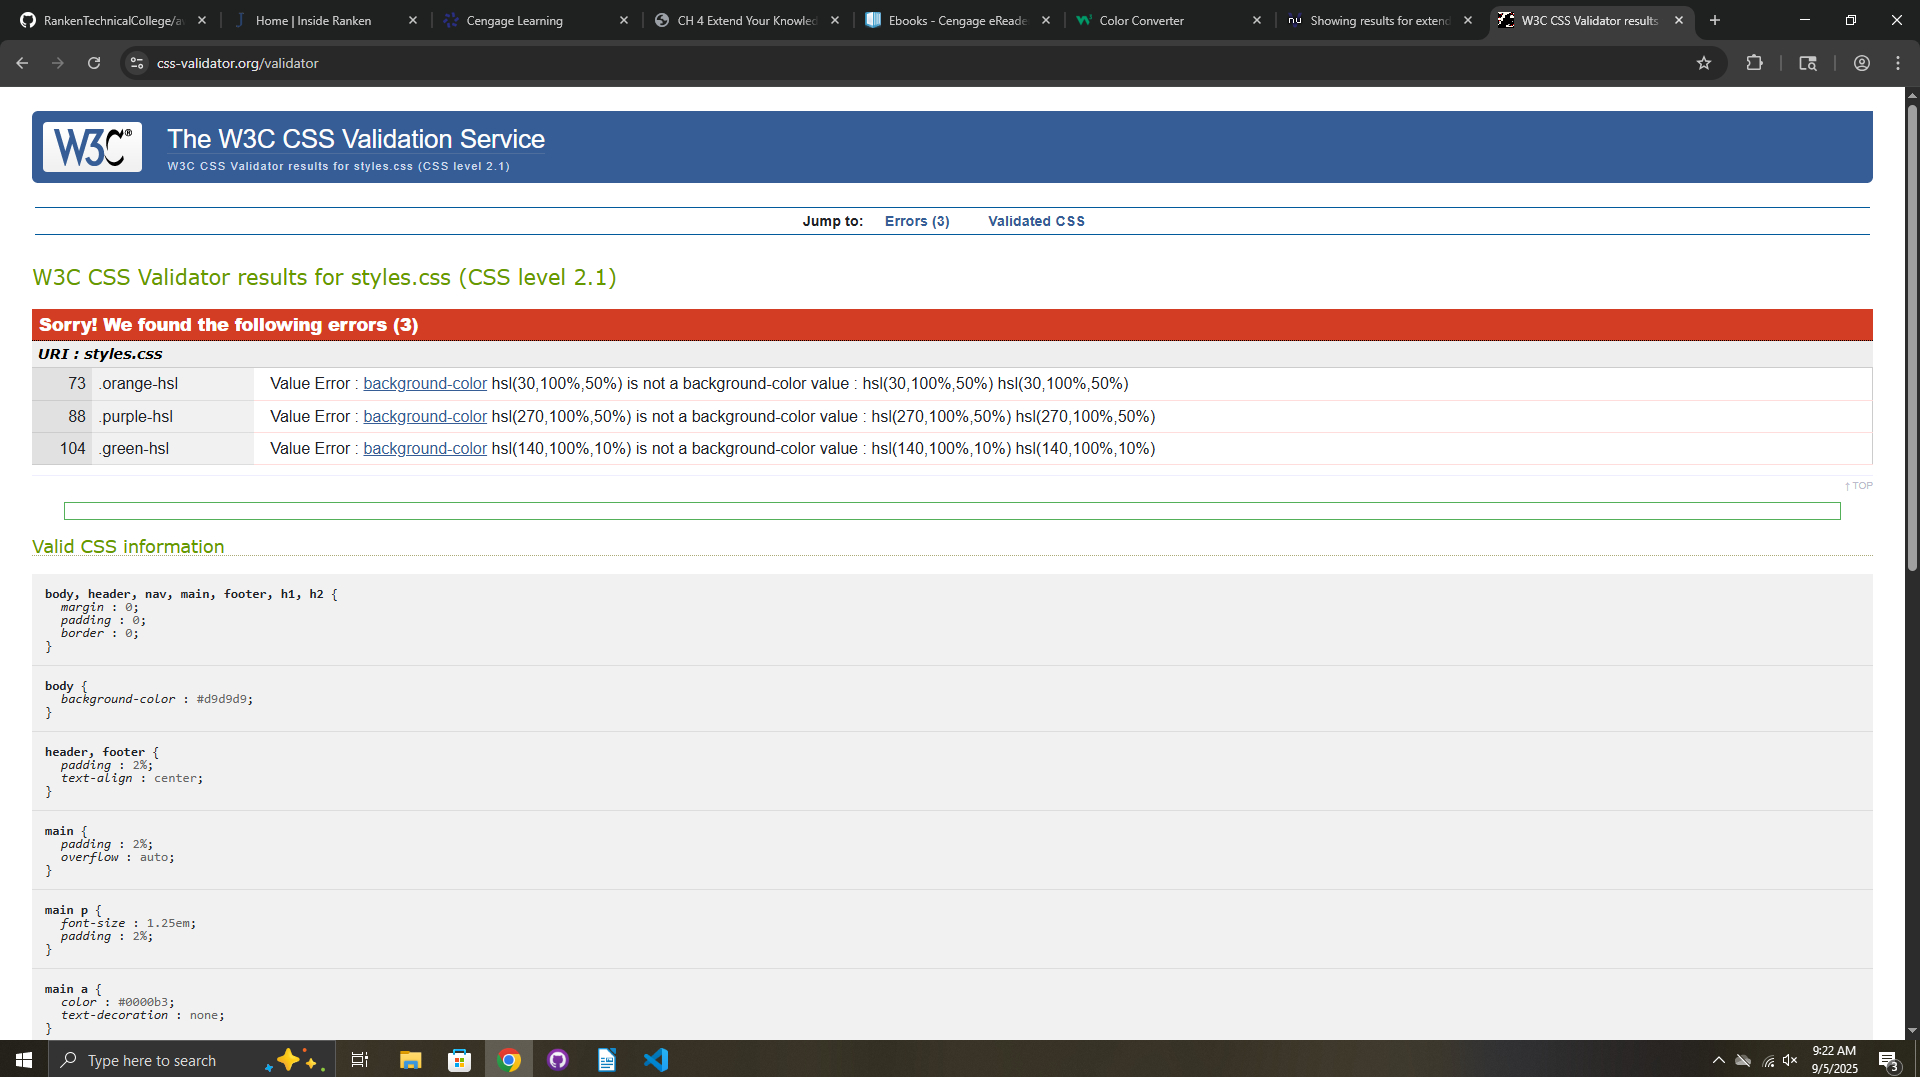 RankenTechnicalCollege/a
Home | Inside Ranken
Cengage Learning
CH 4 Extend Your Knowled
Ebooks - Cengage eReade
Color Converter
nu Showing results for extend
W3C CSS Validator results
css-validator.org/validator
W3C®
The W3C CSS Validation Service
W3C CSS Validator results for styles.css (CSS level 2.1)
Jump to: Errors (3) Validated CSS
W3C CSS Validator results for styles.css (CSS level 2.1)
Sorry! We found the following errors (3)
URI : styles.css
73 .orange-hsl Value Error : background-color hsl(30,100%,50%) is not a background-color value : hsl(30,100%,50%) hsl(30,100%,50%)
88 .purple-hsl Value Error : background-color hsl(270,100%,50%) is not a background-color value : hsl(270,100%,50%) hsl(270,100%,50%)
104 .green-hsl Value Error : background-color hsl(140,100%,10%) is not a background-color value : hsl(140,100%,10%) hsl(140,100%,10%)
↑ TOP
Valid CSS information
body, header, nav, main, footer, h1, h2 {
margin : 0;
padding : 0;
border : 0;
}
body {
background-color : #d9d9d9;
}
header, footer {
padding : 2%;
text-align : center;
}
main {
padding : 2%;
overflow : auto;
}
main p {
font-size : 1.25em;
padding : 2%;
}
main a {
color : #0000b3;
text-decoration : none;
}
Type here to search
9:22 AM
9/5/2025
3